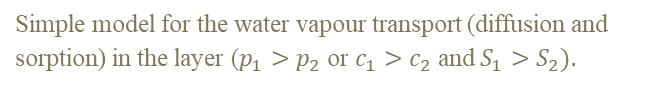 Simple model for the water vapour transport (diffusion and
sorption) in the layer (p₁ > p₂ or c₁ > c₂ and S₁ > S₂).